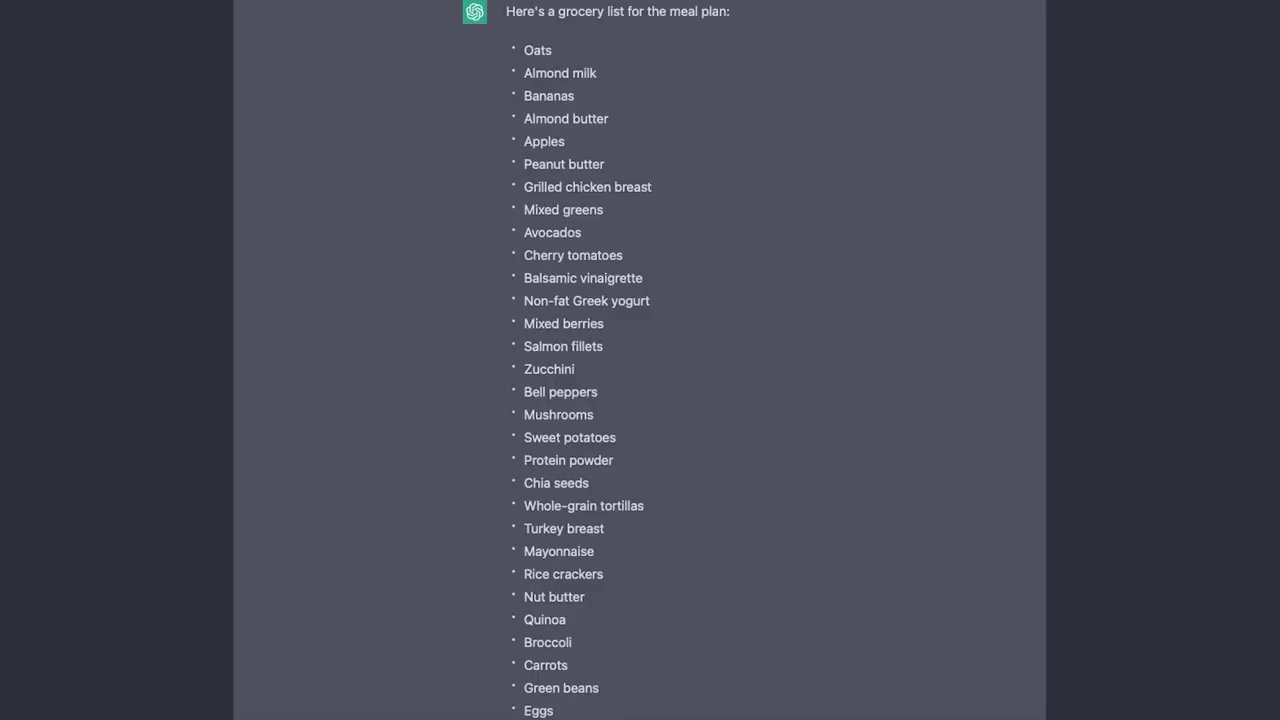 Here's a grocery list for the meal plan:
• Oats
• Almond milk
• Bananas
• Almond butter
• Apples
• Peanut butter
• Grilled chicken breast
• Mixed greens
• Avocados
• Cherry tomatoes
• Balsamic vinaigrette
• Non-fat Greek yogurt
• Mixed berries
• Salmon fillets
• Zucchini
• Bell peppers
• Mushrooms
• Sweet potatoes
• Protein powder
• Chia seeds
• Whole-grain tortillas
• Turkey breast
• Mayonnaise
• Rice crackers
• Nut butter
• Quinoa
• Broccoli
• Carrots
• Green beans
• Eggs